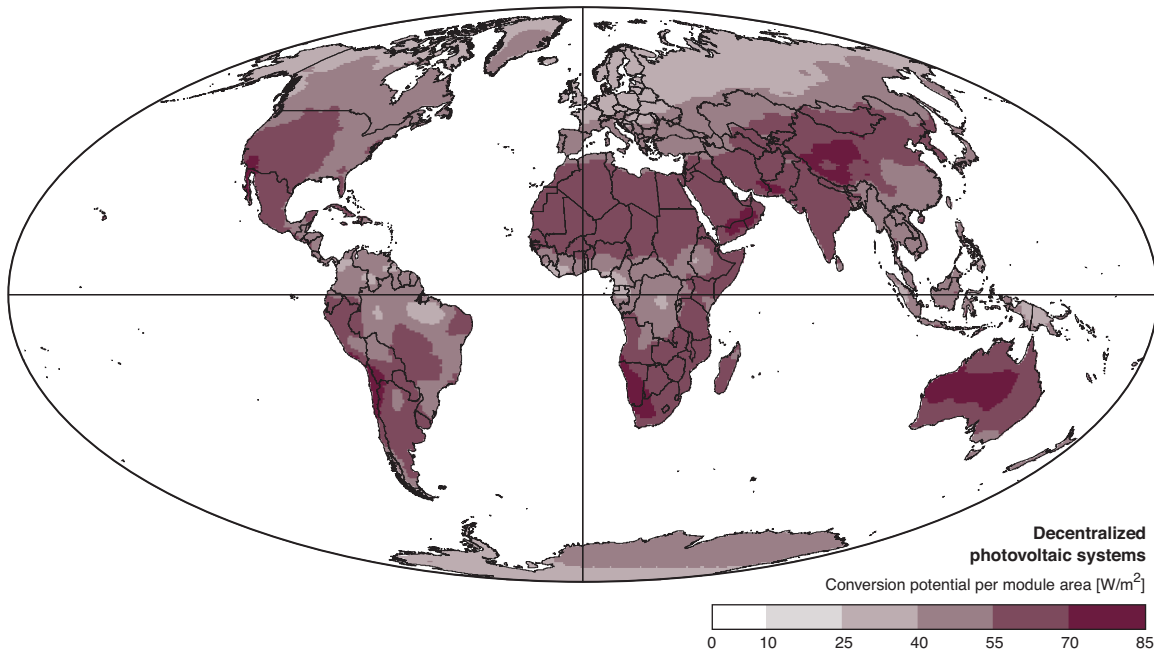 Decentralized
photovoltaic systems
Conversion potential per module area [W/m²]
0 10 25 40 55 70 85